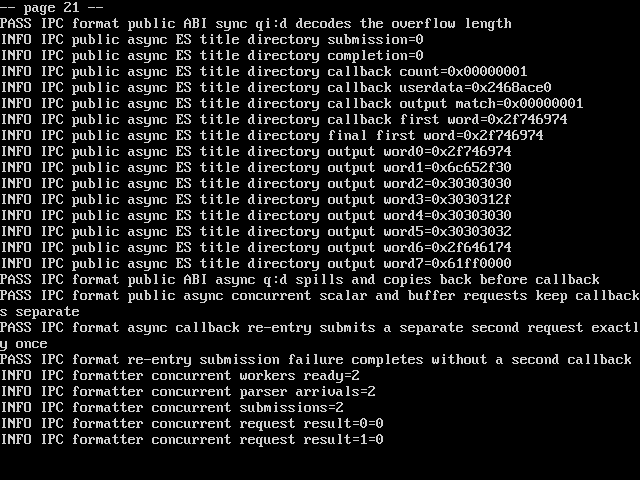 -- page 21 --
PASS IPC format public ABI sync qi:d decodes the overflow length
INFO IPC public async ES title directory submission=0
INFO IPC public async ES title directory completion=0
INFO IPC public async ES title directory callback count=0x00000001
INFO IPC public async ES title directory callback userdata=0x2468ace0
INFO IPC public async ES title directory callback output match=0x00000001
INFO IPC public async ES title directory callback first word=0x2f746974
INFO IPC public async ES title directory final first word=0x2f746974
INFO IPC public async ES title directory output word0=0x2f746974
INFO IPC public async ES title directory output word1=0x6c652f30
INFO IPC public async ES title directory output word2=0x30303030
INFO IPC public async ES title directory output word3=0x3030312f
INFO IPC public async ES title directory output word4=0x30303030
INFO IPC public async ES title directory output word5=0x30303032
INFO IPC public async ES title directory output word6=0x2f646174
INFO IPC public async ES title directory output word7=0x61ff0000
PASS IPC format public ABI async q:d spills and copies back before callback
PASS IPC format public async concurrent scalar and buffer requests keep callback
s separate
PASS IPC format async callback re-entry submits a separate second request exactl
y once
PASS IPC format re-entry submission failure completes without a second callback
INFO IPC formatter concurrent workers ready=2
INFO IPC formatter concurrent parser arrivals=2
INFO IPC formatter concurrent submissions=2
INFO IPC formatter concurrent request result=0=0
INFO IPC formatter concurrent request result=1=0